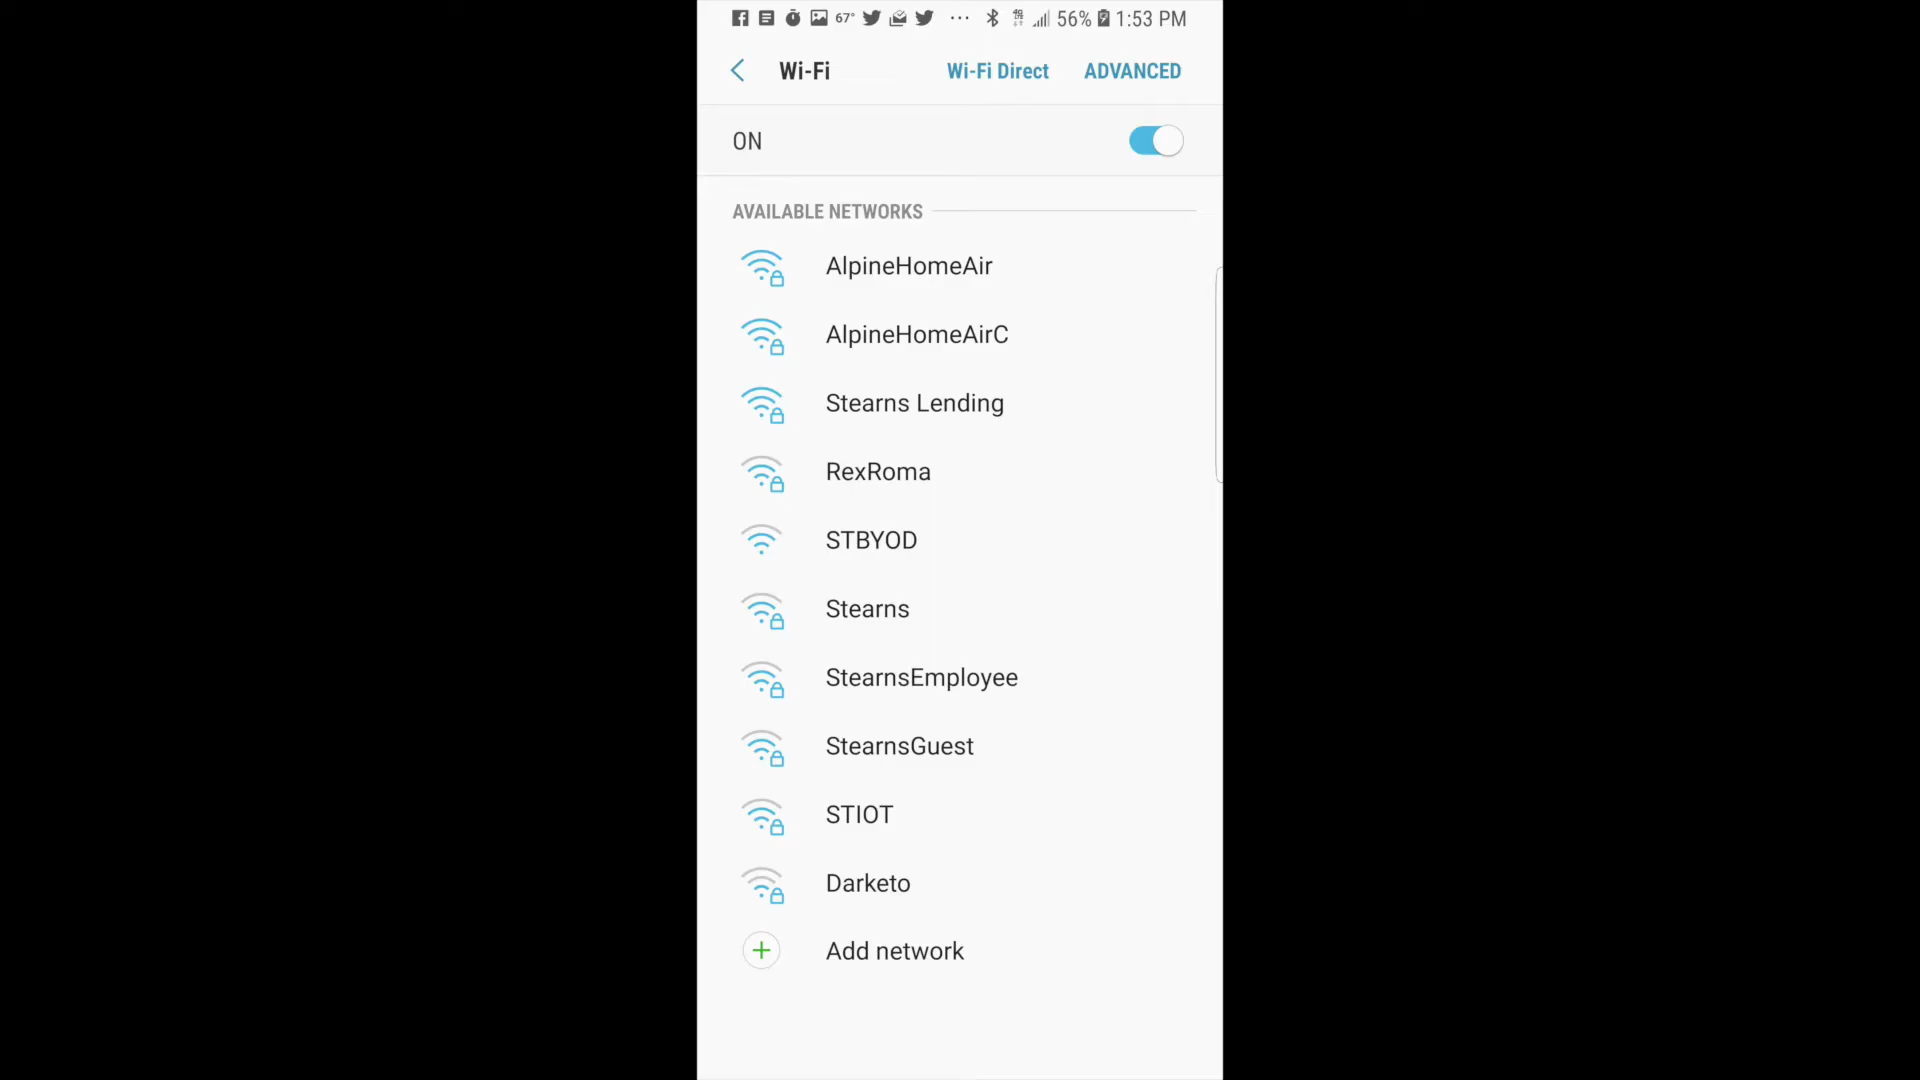 67° ... 56% 1:53 PM
Wi-Fi Wi-Fi Direct ADVANCED
ON
AVAILABLE NETWORKS
AlpineHomeAir
AlpineHomeAirC
Stearns Lending
RexRoma
STBYOD
Stearns
StearnsEmployee
StearnsGuest
STIOT
Darketo
Add network